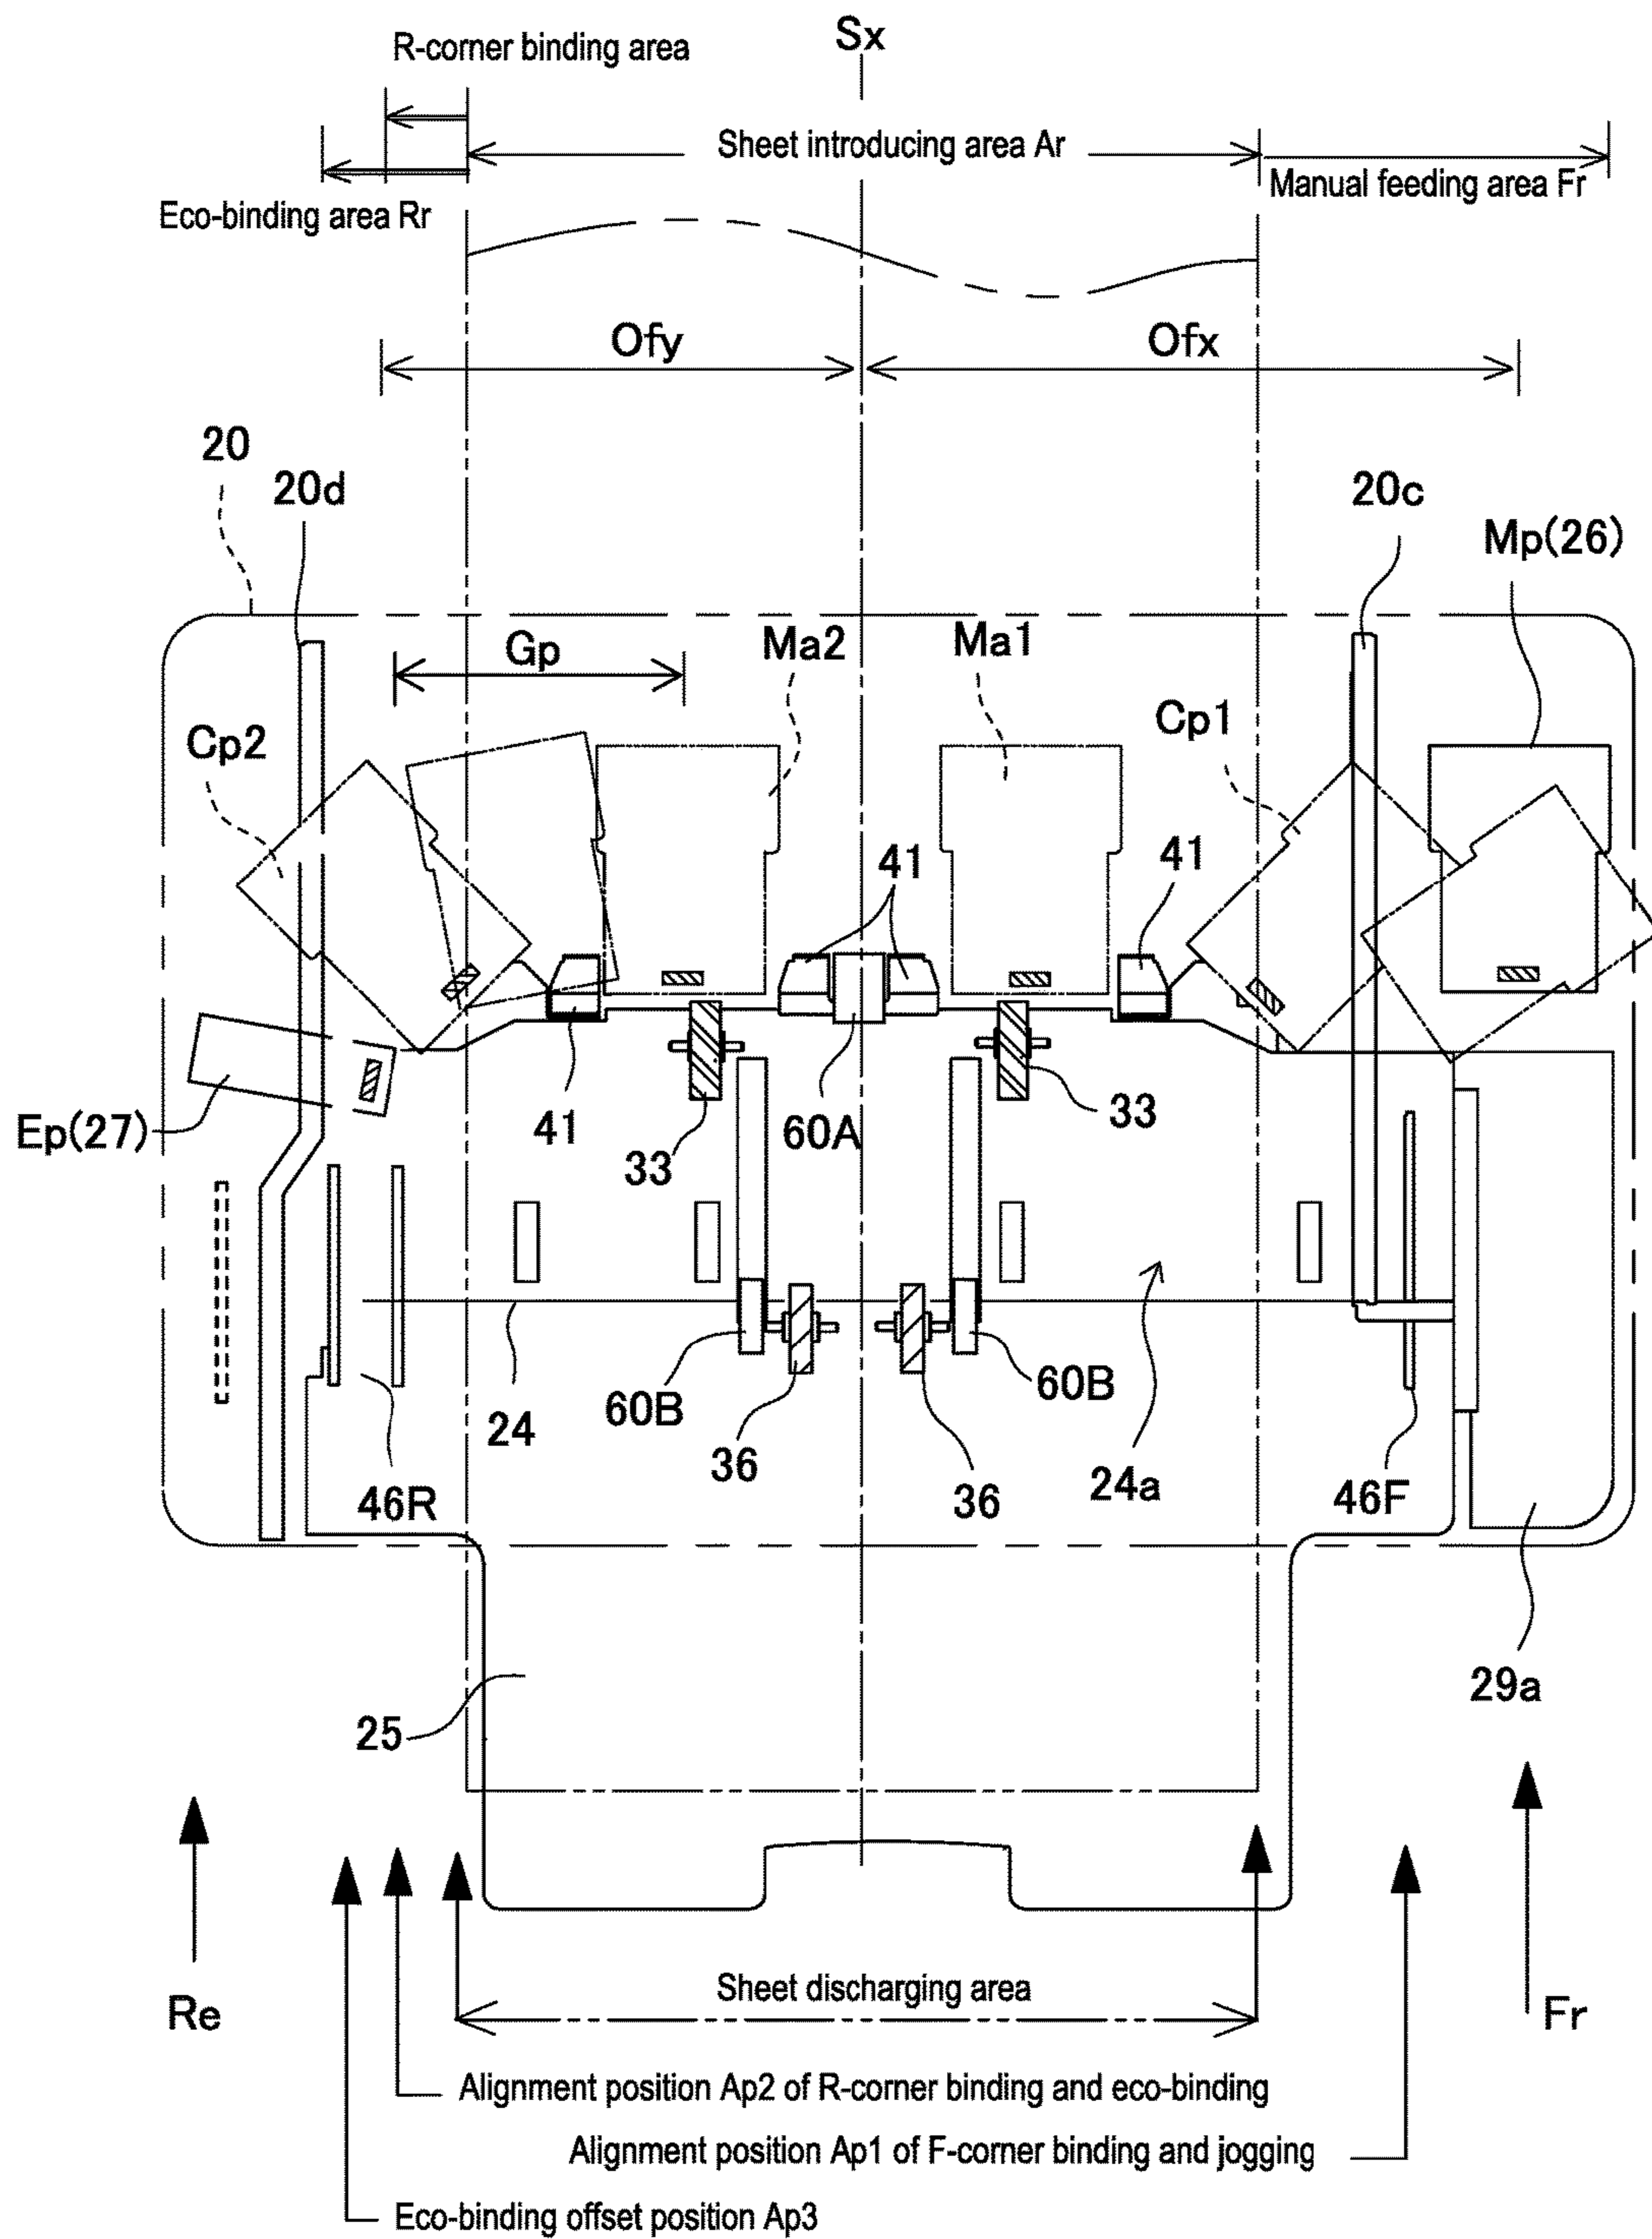 Sx
R-corner binding area
Sheet introducing area Ar
Manual feeding area Fr
Eco-binding area Rr
Ofy
Ofx
20
20d
20c
Mp(26)
Gp
Ma2
Ma1
Cp2
Cp1
41
41
Ep(27)
41
33
60A
33
24
60B
36
60B
36
24a
46R
46F
25
29a
Re
Sheet discharging area
Fr
Alignment position Ap2 of R-corner binding and eco-binding
Alignment position Ap1 of F-corner binding and jogging
Eco-binding offset position Ap3